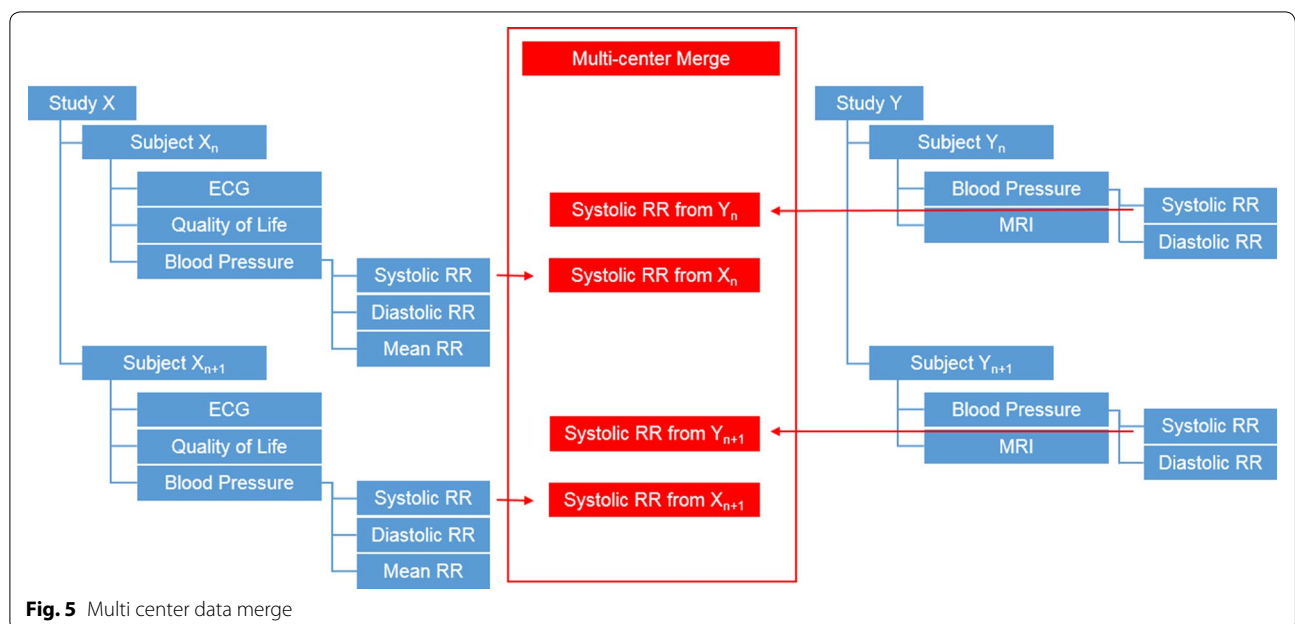 Multi-center Merge
Study X
Subject Xn
ECG
Quality of Life
Blood Pressure
Systolic RR
Diastolic RR
Mean RR
Subject Xn+1
ECG
Quality of Life
Blood Pressure
Systolic RR
Diastolic RR
Mean RR
Systolic RR from Yn
Systolic RR from Xn
Systolic RR from Yn+1
Systolic RR from Xn+1
Study Y
Subject Yn
Blood Pressure
MRI
Systolic RR
Diastolic RR
Subject Yn+1
Blood Pressure
MRI
Systolic RR
Diastolic RR
Fig. 5 Multi center data merge